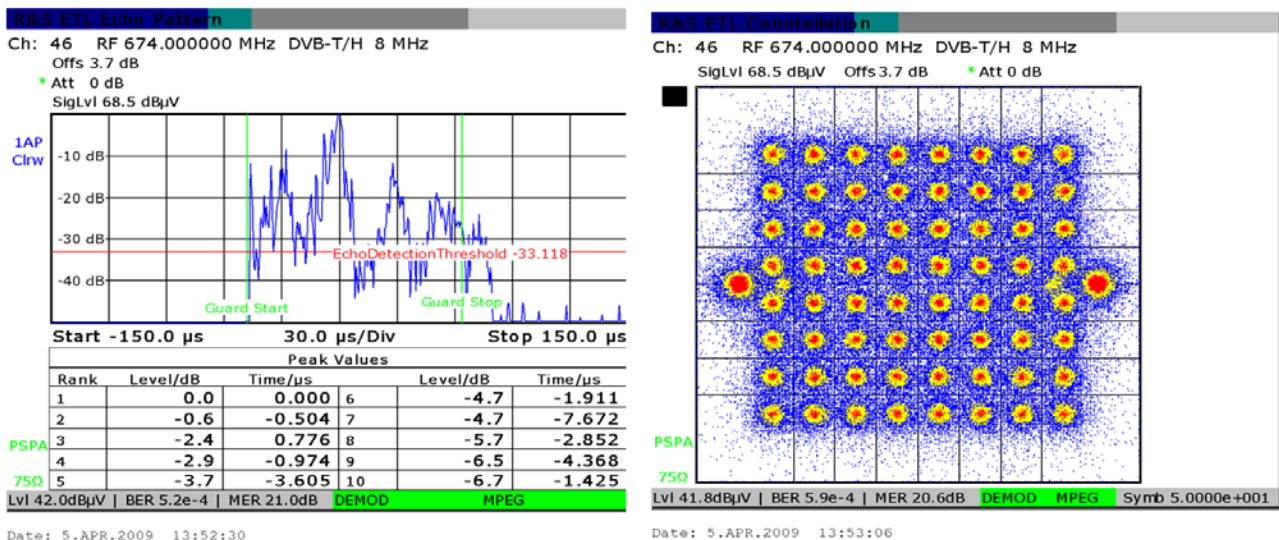 R&S ETL Echo Pattern
Ch: 46 RF 674.000000 MHz DVB-T/H 8 MHz
Offs 3.7 dB
* Att 0 dB
SigLvl 68.5 dBµV
1AP
Clrw
-10 dB
-20 dB
-30 dB
EchoDetectionThreshold -33.118
-40 dB
Guard Start
Guard Stop
Start -150.0 µs 30.0 µs/Div Stop 150.0 µs
Peak Values
Rank Level/dB Time/µs Level/dB Time/µs
1 0.0 0.000 6 -4.7 -1.911
2 -0.6 -0.504 7 -4.7 -7.672
3 -2.4 0.776 8 -5.7 -2.852
4 -2.9 -0.974 9 -6.5 -4.368
5 -3.7 -3.605 10 -6.7 -1.425
PSPA
75Ω
Lvl 42.0dBµV | BER 5.2e-4 | MER 21.0dB DEMOD MPEG
Date: 5.APR.2009 13:52:30
R&S ETL Constellation
Ch: 46 RF 674.000000 MHz DVB-T/H 8 MHz
SigLvl 68.5 dBµV Offs 3.7 dB * Att 0 dB
PSPA
75Ω
Lvl 41.8dBµV | BER 5.9e-4 | MER 20.6dB DEMOD MPEG Symb 5.0000e+001
Date: 5.APR.2009 13:53:06